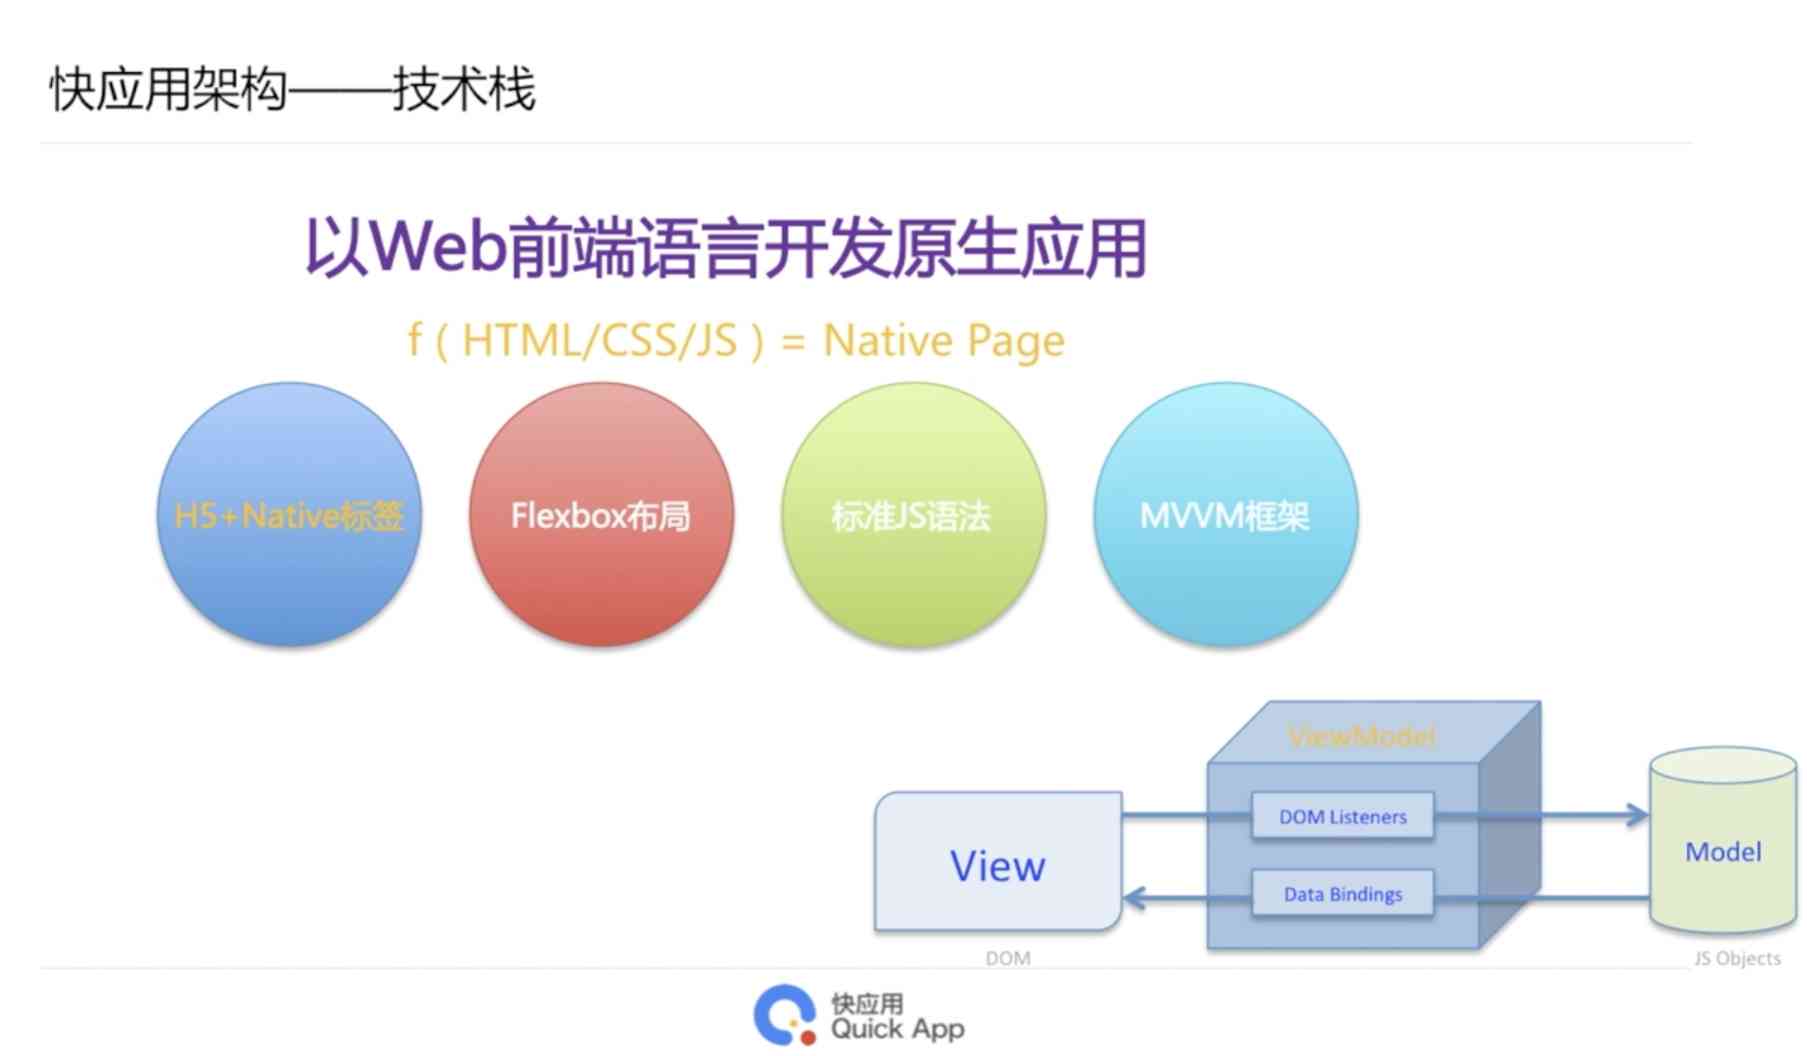 快应用架构——技术栈
以Web前端语言开发原生应用
f ( HTML/CSS/JS ) = Native Page
H5+Native标签
Flexbox布局
标准JS语法
MVVM框架
ViewModel
DOM Listeners
View
Model
Data Bindings
DOM
JS Objects
快应用
Quick App